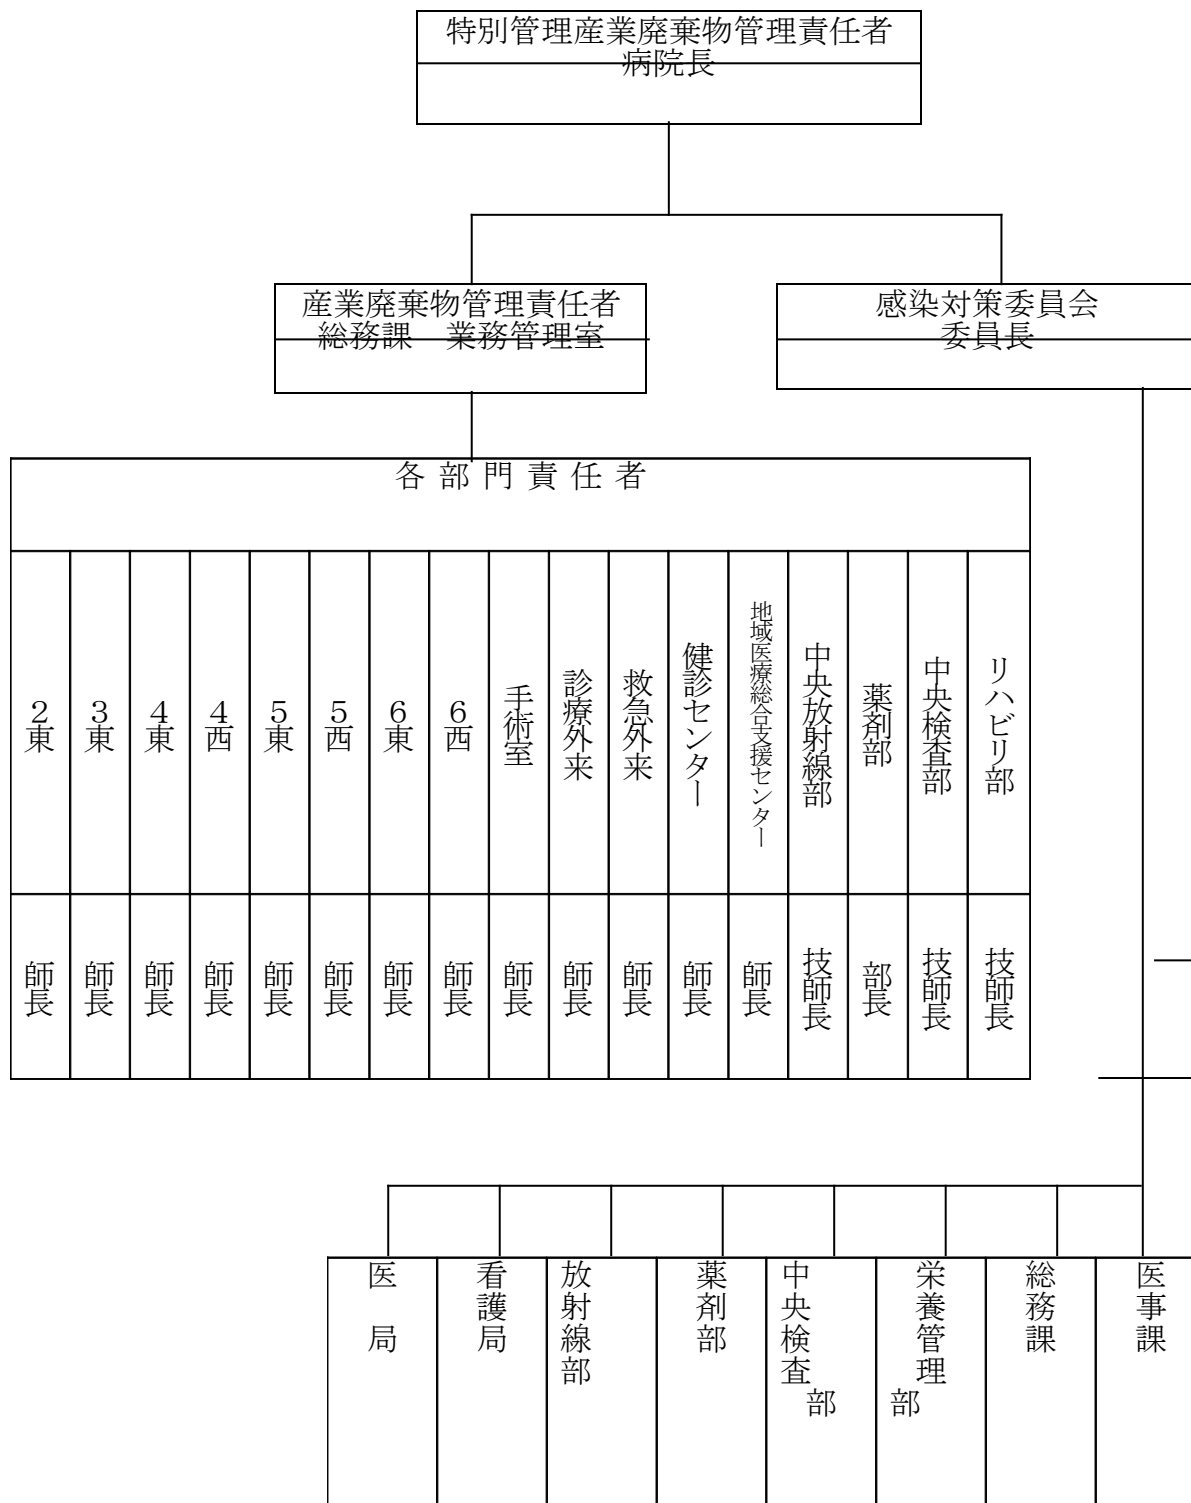 特別管理産業廃棄物管理責任者
病院長
産業廃棄物管理責任者
総務課　業務管理室
感染対策委員会
委員長
各部門責任者
２東
３東
４東
４西
５東
５西
６東
６西
手術室
診療外来
救急外来
健診センター
地域医療総合支援センター
中央放射線部
薬剤部
中央検査部
リハビリ部
師長
師長
師長
師長
師長
師長
師長
師長
師長
師長
師長
師長
師長
技師長
部長
技師長
技師長
医　局
看護局
放射線部
薬剤部
中央検査
部
栄養管理
部
総務課
医事課